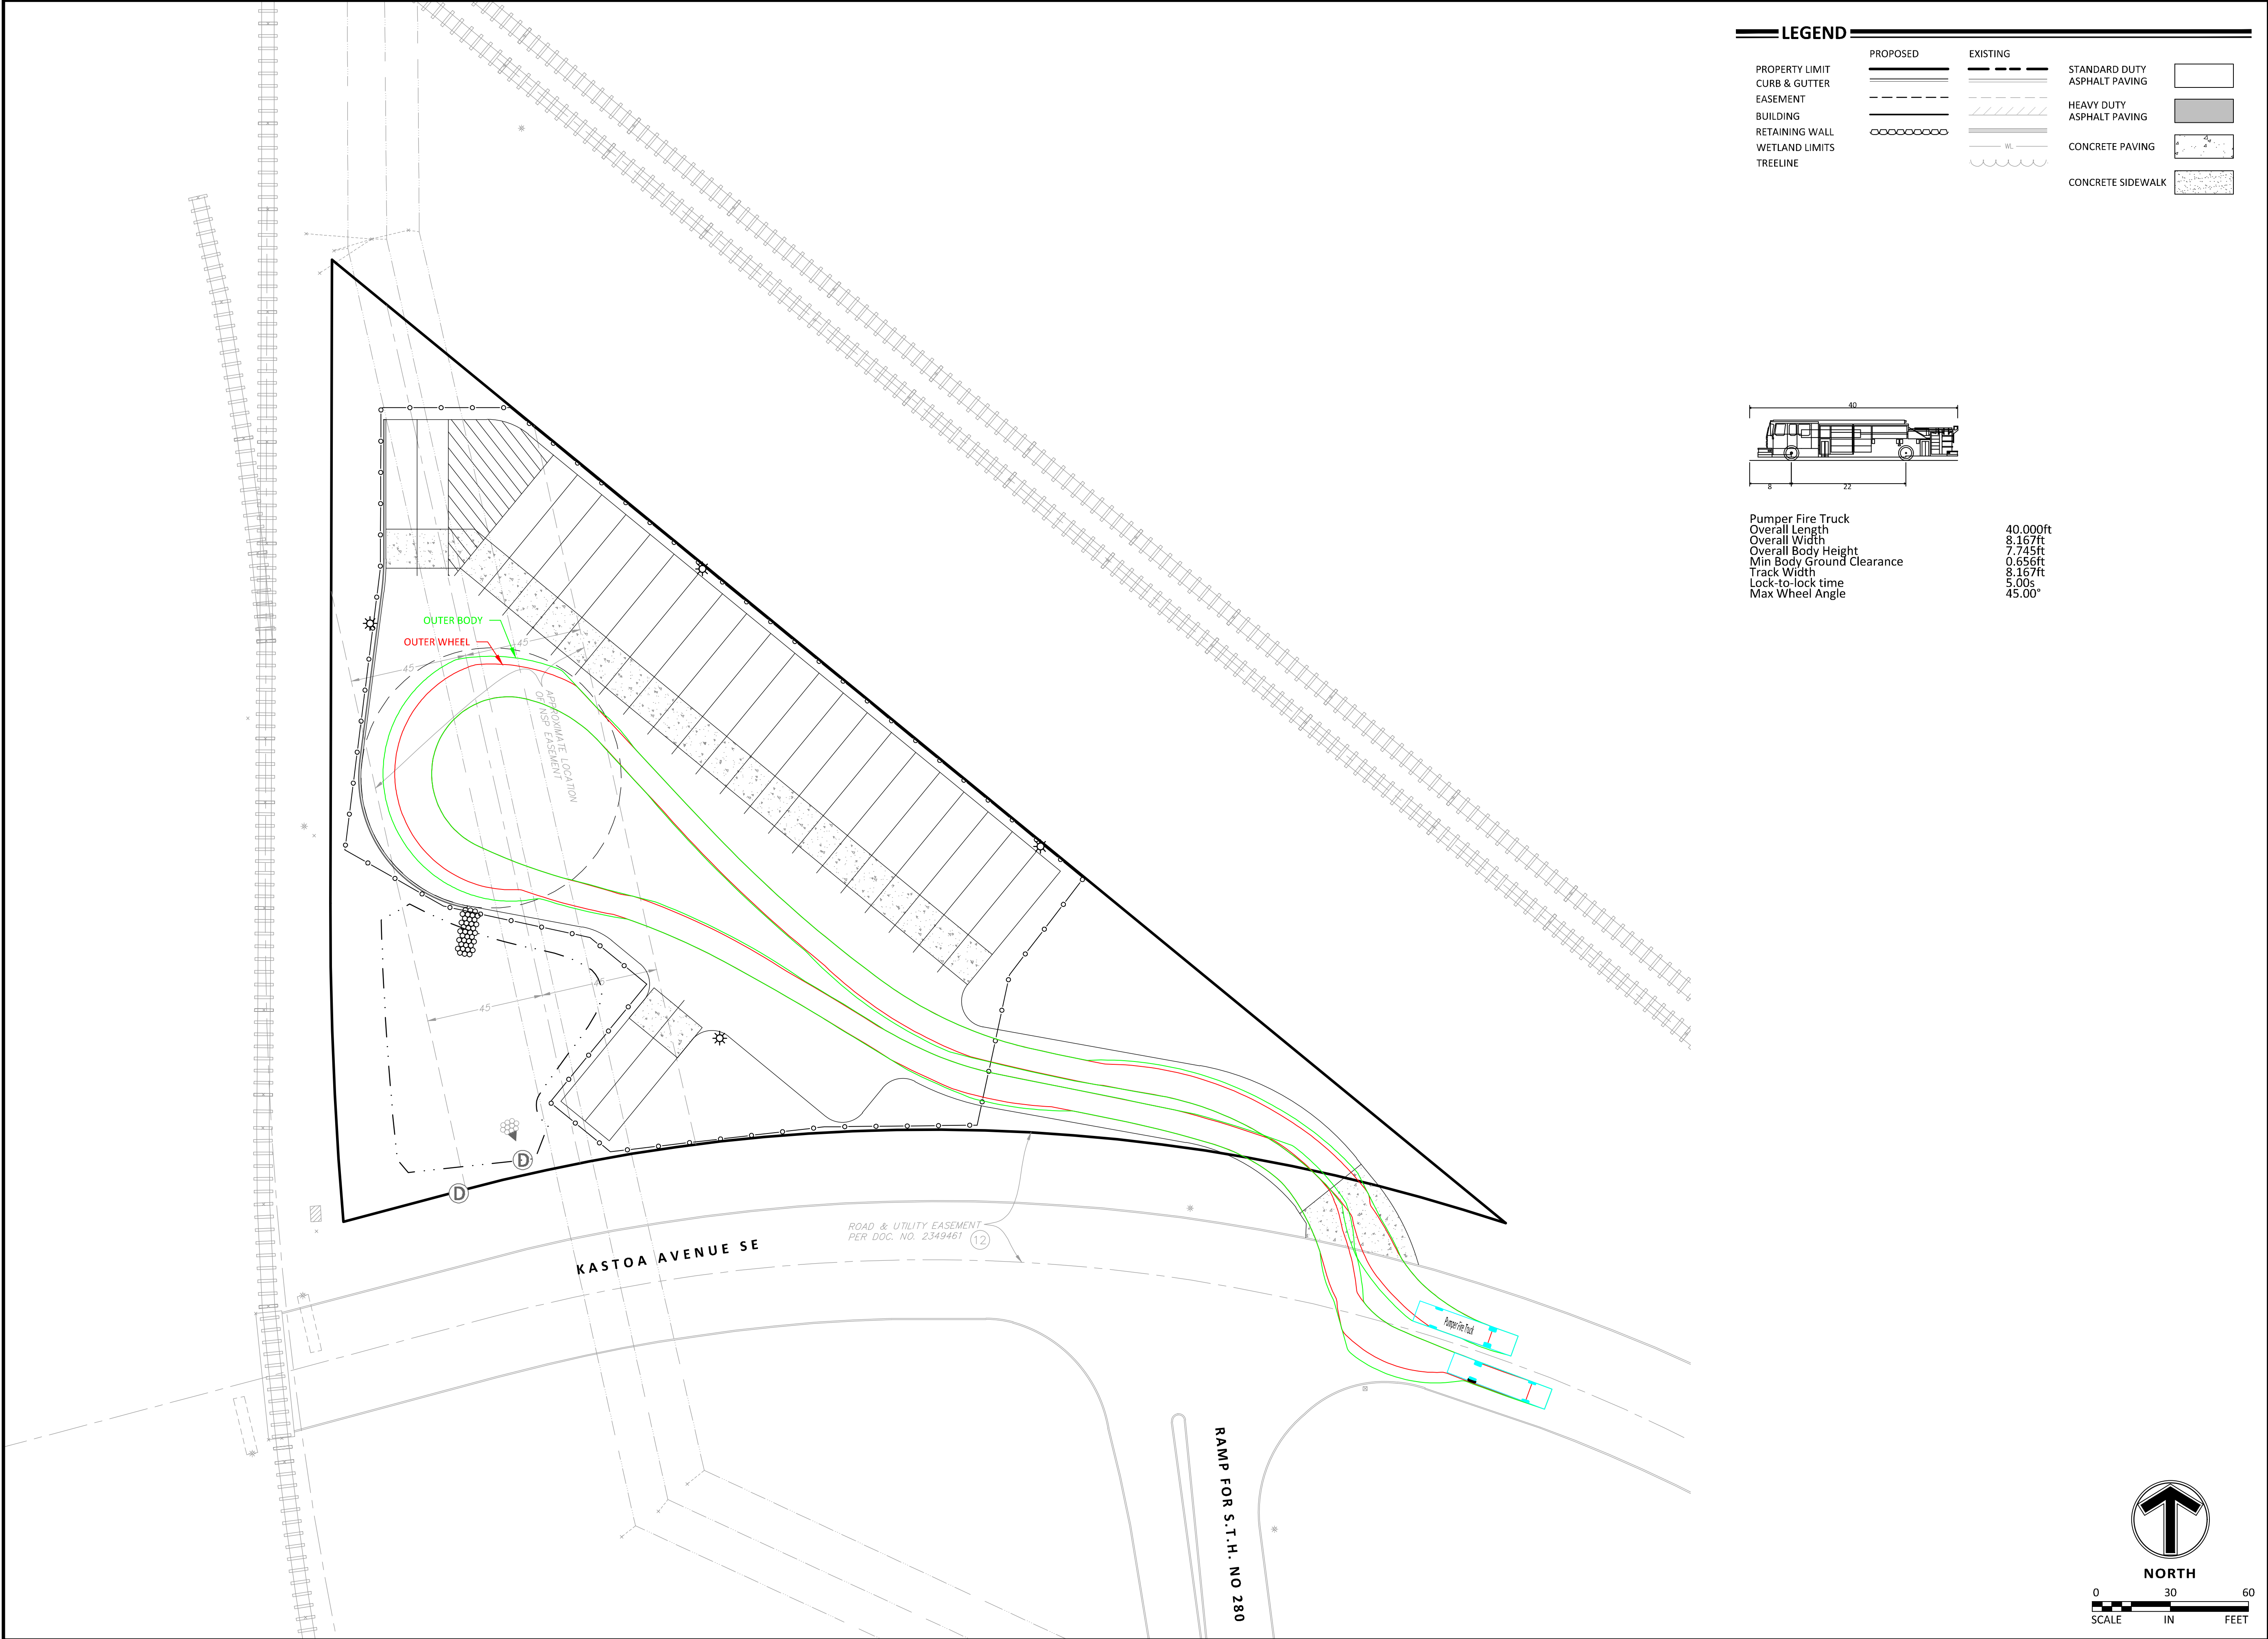 LEGEND
PROPOSED EXISTING
PROPERTY LIMIT
CURB & GUTTER
EASEMENT
BUILDING
RETAINING WALL
WETLAND LIMITS
TREELINE
WL
STANDARD DUTY
ASPHALT PAVING
HEAVY DUTY
ASPHALT PAVING
CONCRETE PAVING
CONCRETE SIDEWALK
40
8 22
Pumper Fire Truck
Overall Length 40.000ft
Overall Width 8.167ft
Overall Body Height 7.745ft
Min Body Ground Clearance 0.656ft
Track Width 8.167ft
Lock-to-lock time 5.00s
Max Wheel Angle 45.00°
OUTER BODY
OUTER WHEEL
45
45
APPROXIMATE LOCATION
OF NSP EASEMENT
45
45
D
D
ROAD & UTILITY EASEMENT
PER DOC. NO. 2349461 12
KASTOA AVENUE SE
Pumper Fire Truck
RAMP FOR S.T.H. NO 280
NORTH
0 30 60
SCALE IN FEET